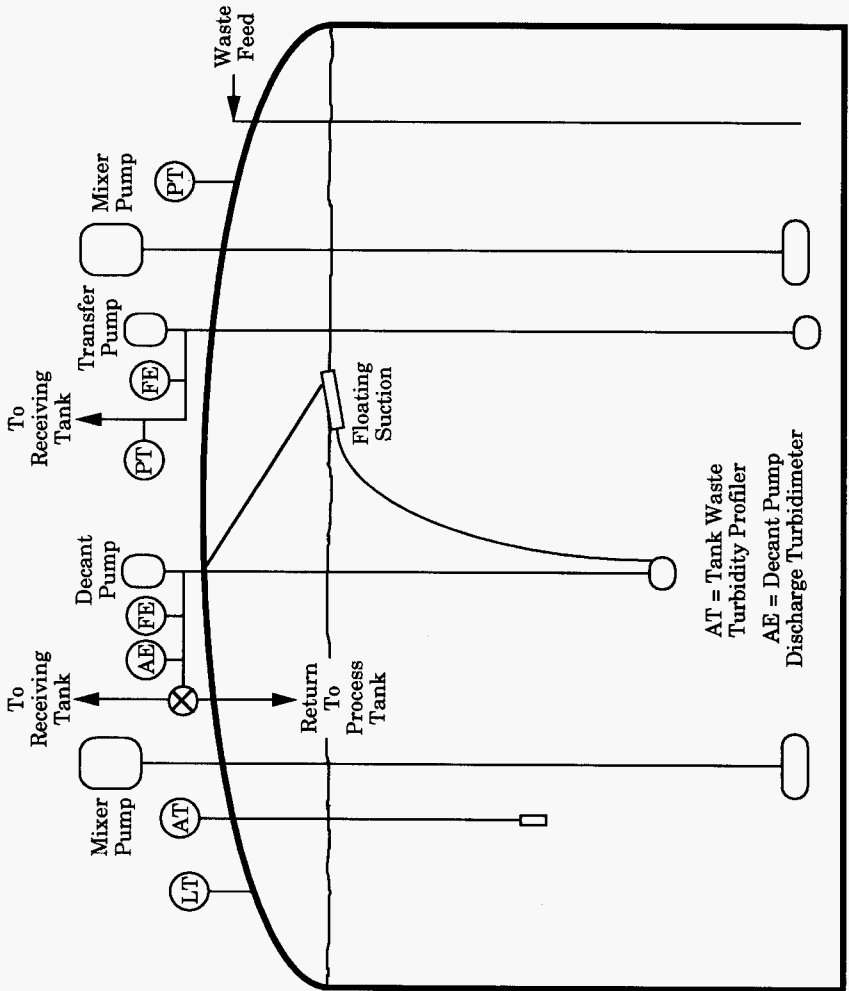 To
Receiving
Tank
To
Receiving
Tank
Mixer
Pump
Decant
Pump
Transfer
Pump
Mixer
Pump
LT
AT
AE
FE
PT
FE
PT
Waste
Feed
Return
To
Process
Tank
Floating
Suction
AT = Tank Waste
Turbidity Profiler
AE = Decant Pump
Discharge Turbidimeter